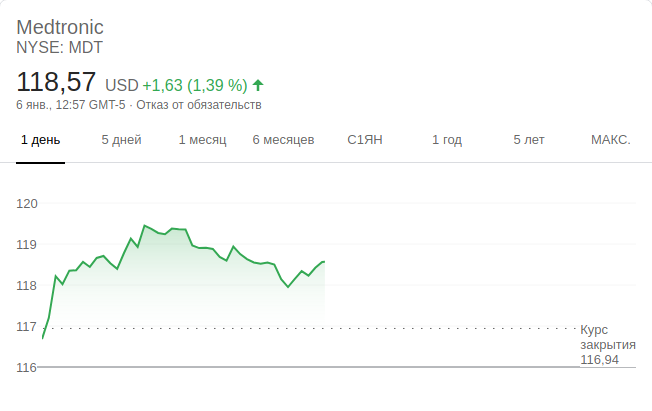 Medtronic
NYSE: MDT
118,57 USD +1,63 (1,39 %)
6 янв., 12:57 GMT-5 · Отказ от обязательств
1 день 5 дней 1 месяц 6 месяцев С1ЯН 1 год 5 лет МАКС.
120
119
118
117
116
Курс
закрытия
116,94